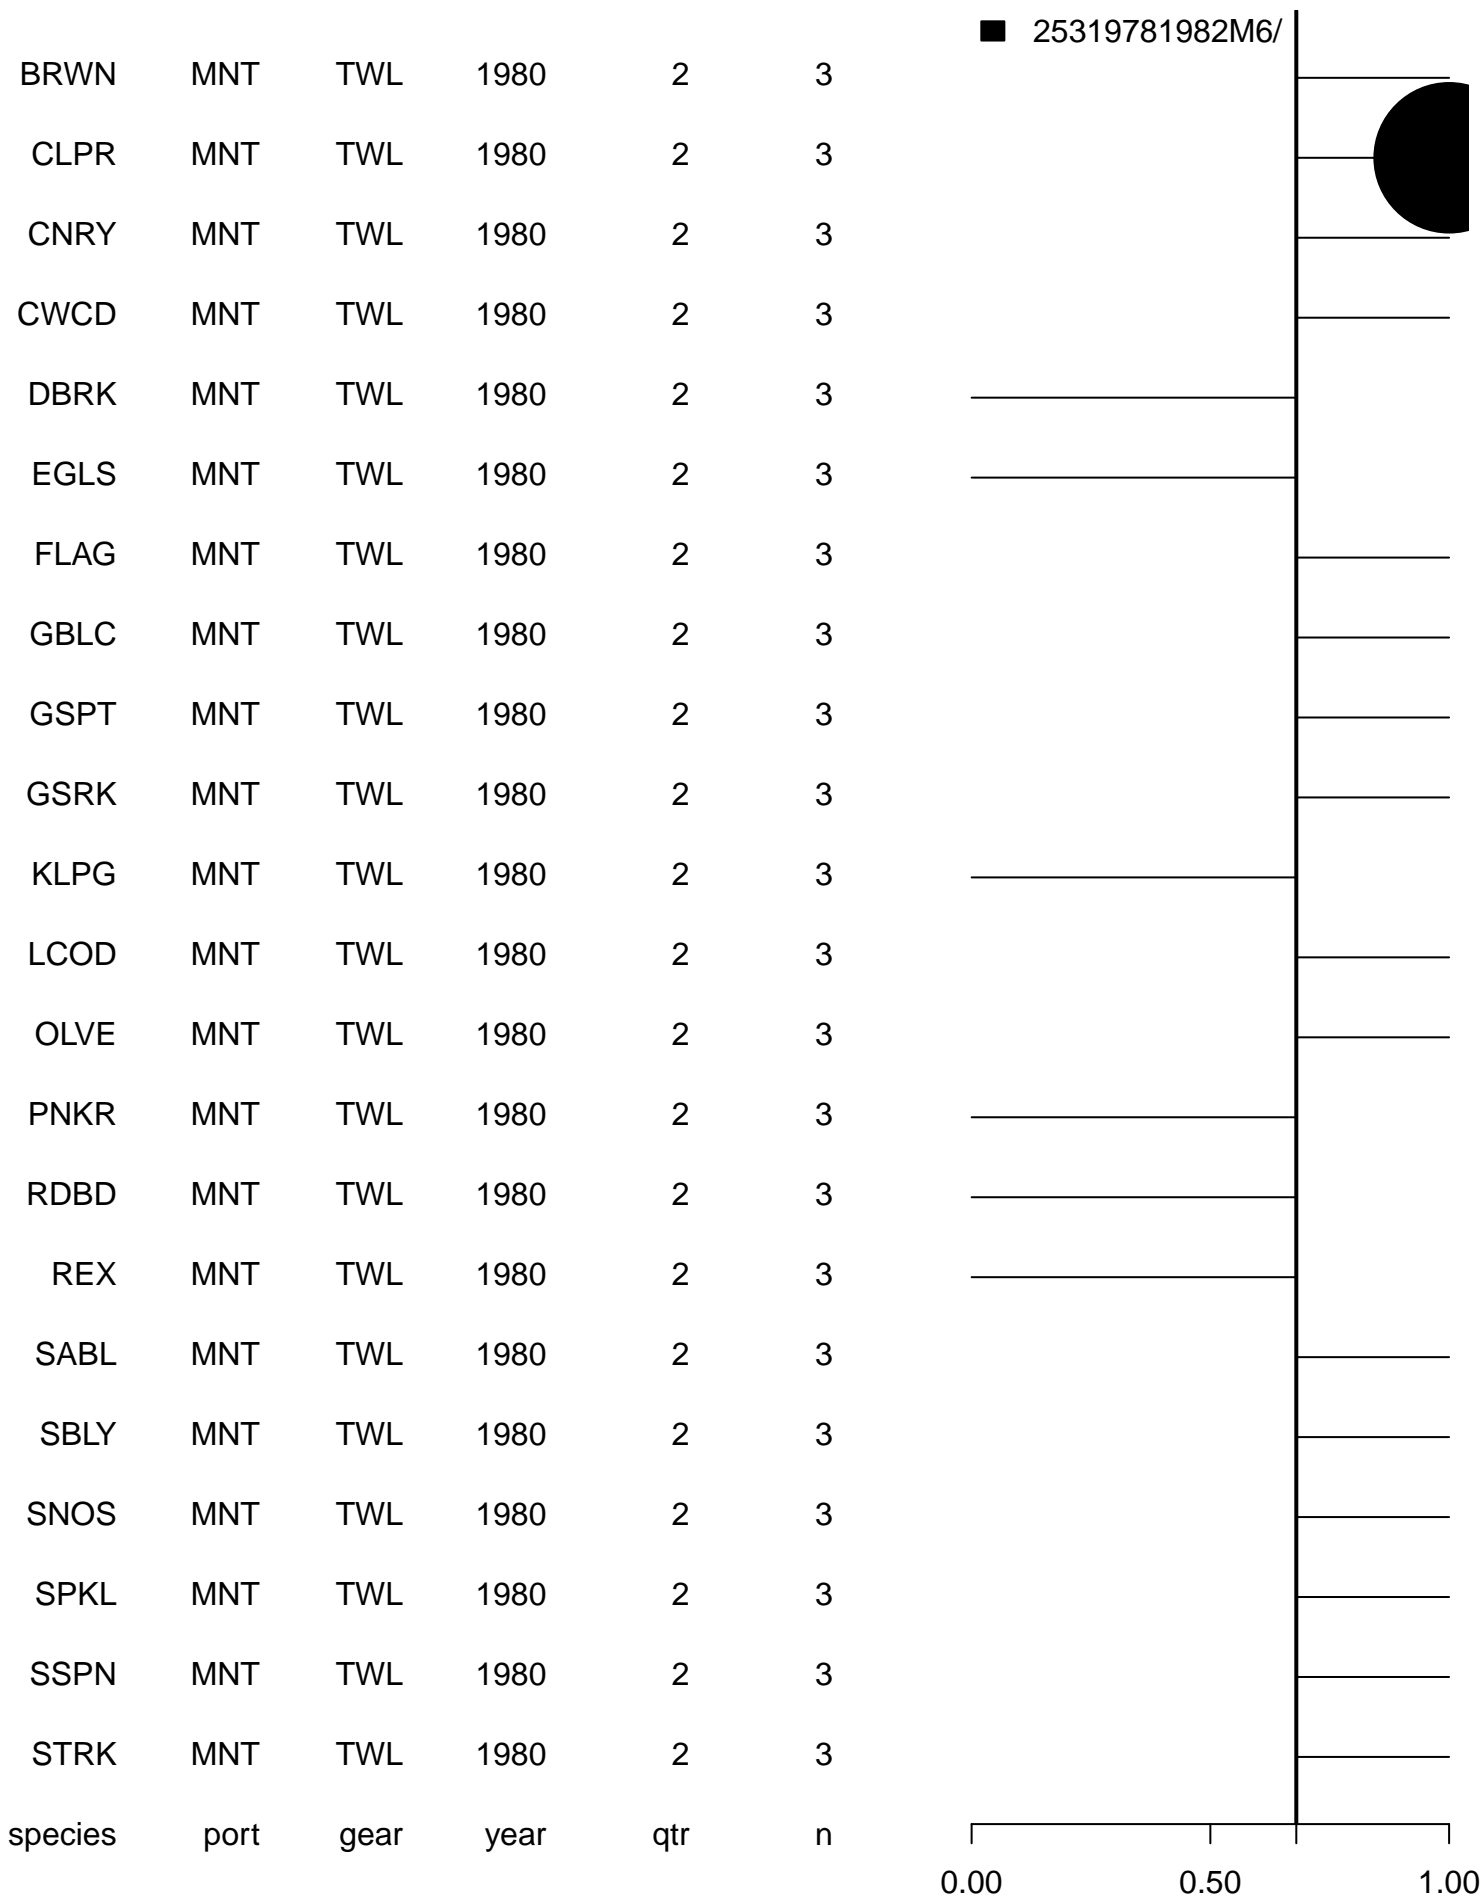 25319781982M6/
BRWN MNT TWL 1980 2 3
CLPR MNT TWL 1980 2 3
CNRY MNT TWL 1980 2 3
CWCD MNT TWL 1980 2 3
DBRK MNT TWL 1980 2 3
EGLS MNT TWL 1980 2 3
FLAG MNT TWL 1980 2 3
GBLC MNT TWL 1980 2 3
GSPT MNT TWL 1980 2 3
GSRK MNT TWL 1980 2 3
KLPG MNT TWL 1980 2 3
LCOD MNT TWL 1980 2 3
OLVE MNT TWL 1980 2 3
PNKR MNT TWL 1980 2 3
RDBD MNT TWL 1980 2 3
REX MNT TWL 1980 2 3
SABL MNT TWL 1980 2 3
SBLY MNT TWL 1980 2 3
SNOS MNT TWL 1980 2 3
SPKL MNT TWL 1980 2 3
SSPN MNT TWL 1980 2 3
STRK MNT TWL 1980 2 3
species port gear year qtr n
0.00 0.50 1.00